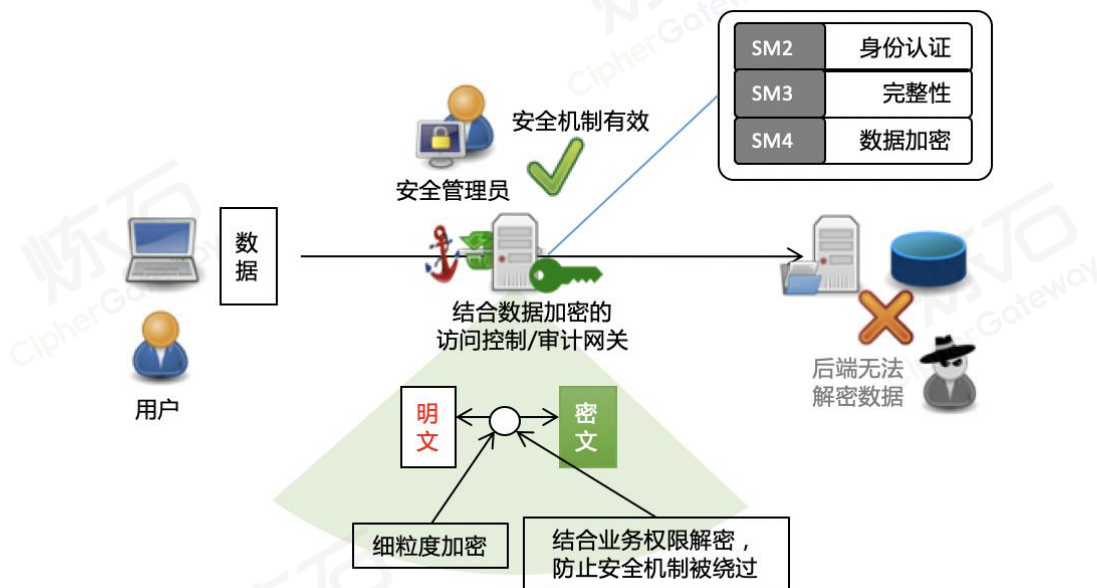 SM2 身份认证
SM3 完整性
SM4 数据加密
安全机制有效
安全管理员
数
据
结合数据加密的
访问控制/审计网关
用户
后端无法
解密数据
明
文
密
文
细粒度加密
结合业务权限解密，
防止安全机制被绕过
炼石
CipherGateway